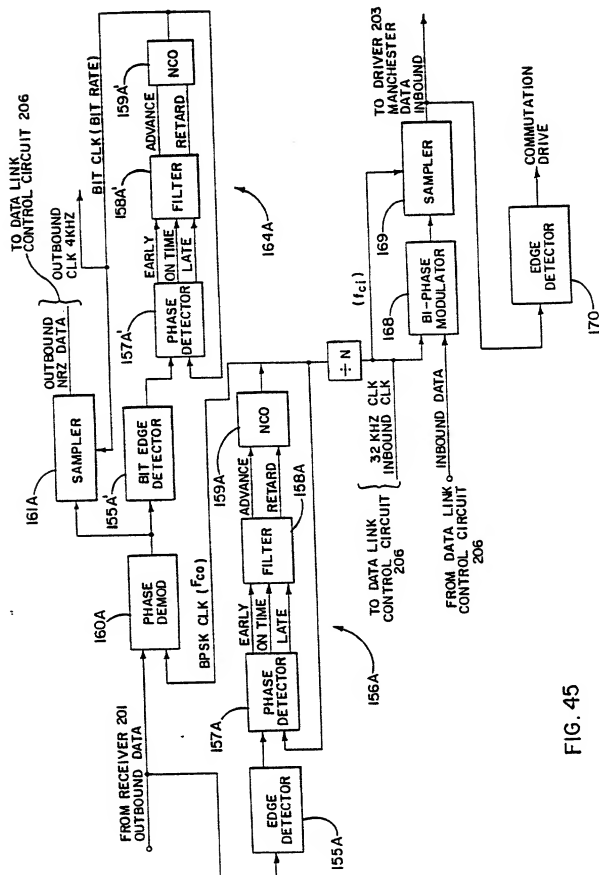 TO DATA LINK
CONTROL CIRCUIT 206
OUTBOUND
NRZ DATA
OUTBOUND
CLK 4KHZ
BIT CLK (BIT RATE)
161A
SAMPLER
155A'
BIT EDGE
DETECTOR
157A'
PHASE
DETECTOR
EARLY
ON TIME
LATE
158A'
FILTER
ADVANCE
RETARD
159A'
NCO
164A
FROM RECEIVER 201
OUTBOUND DATA
160A
PHASE
DEMOD
BPSK CLK (FCO)
155A
EDGE
DETECTOR
157A
PHASE
DETECTOR
EARLY
ON TIME
LATE
FILTER
158A
ADVANCE
RETARD
159A
NCO
156A
÷ N
(fci)
TO DATA LINK
CONTROL CIRCUIT
206
32 KHZ CLK
INBOUND CLK
FROM DATA LINK
CONTROL CIRCUIT
206
INBOUND DATA
168
BI-PHASE
MODULATOR
169
SAMPLER
TO DRIVER 203
MANCHESTER
DATA
INBOUND
EDGE
DETECTOR
170
COMMUTATION
DRIVE
FIG. 45